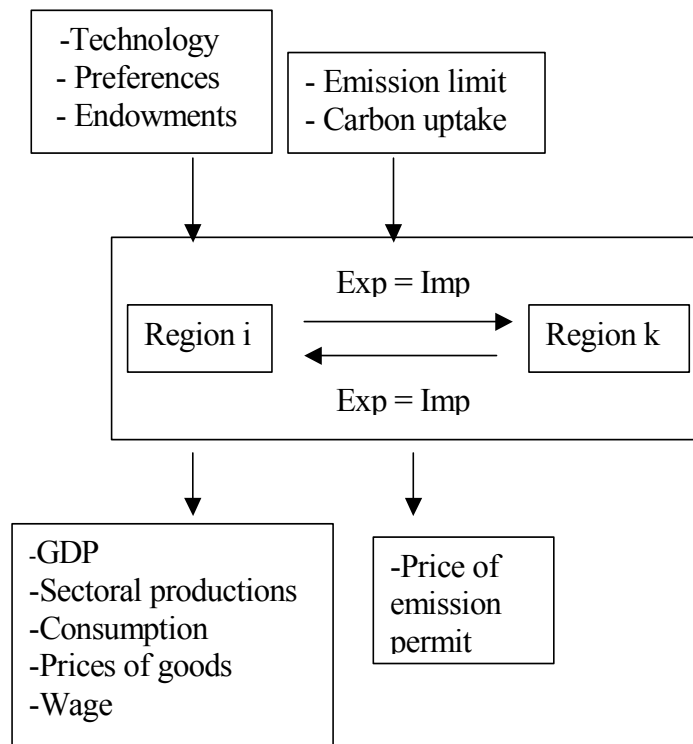 -Technology
- Preferences
- Endowments
- Emission limit
- Carbon uptake
Exp = Imp
Region i
Region k
Exp = Imp
-GDP
-Sectoral productions
-Consumption
-Prices of goods
-Wage
-Price of
emission
permit